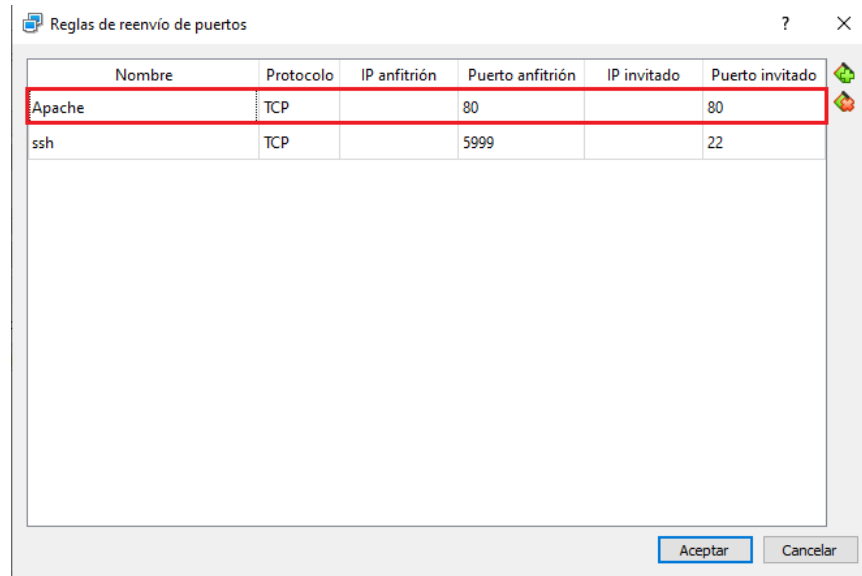 Reglas de reenvío de puertos ?
Nombre Protocolo IP anfitrión Puerto anfitrión IP invitado Puerto invitado
Apache TCP 80 80
ssh TCP 5999 22
Aceptar Cancelar